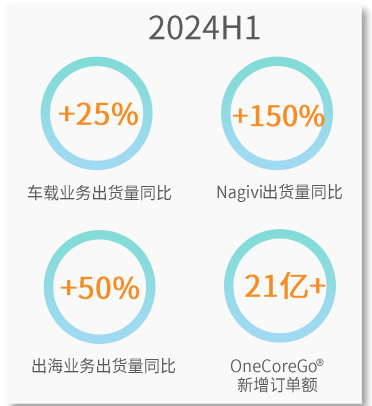 2024H1
+25%
+150%
车载业务出货量同比
Nagivi出货量同比
+50%
21亿+
出海业务出货量同比
OneCoreGo®
新增订单额